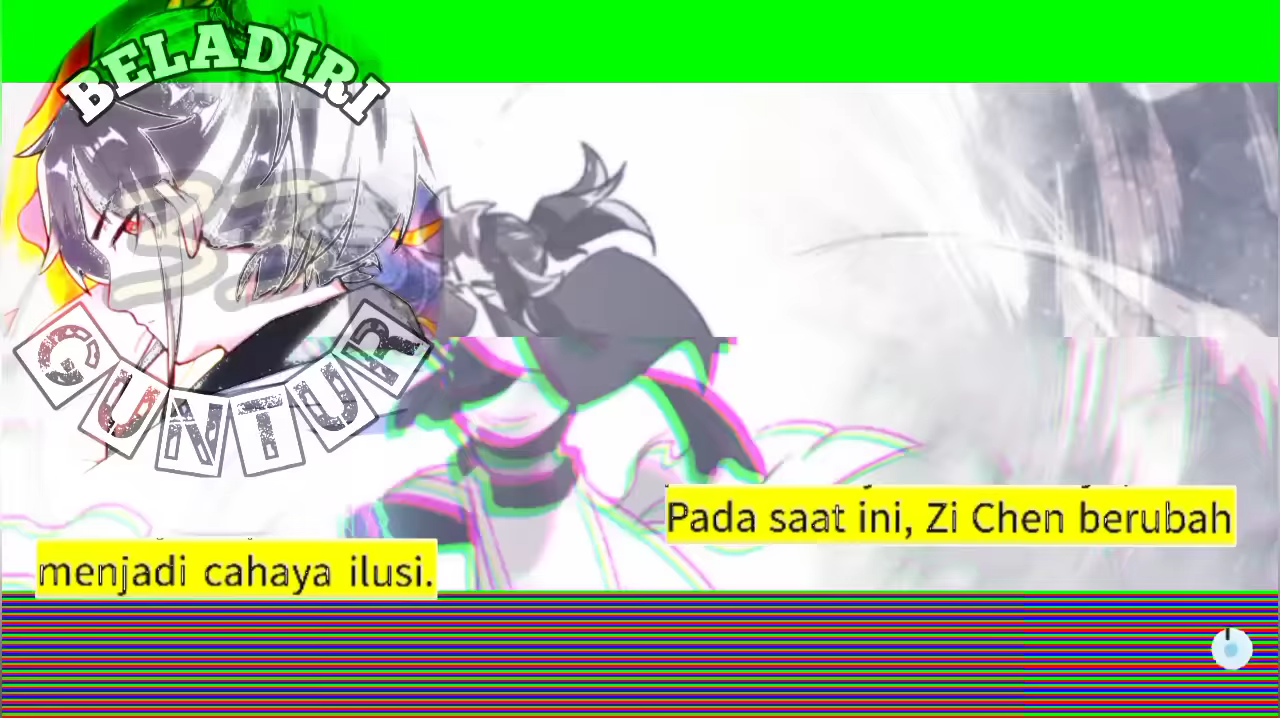 BELADIRI
GUNTUR
Pada saat ini, Zi Chen berubah
menjadi cahaya ilusi.